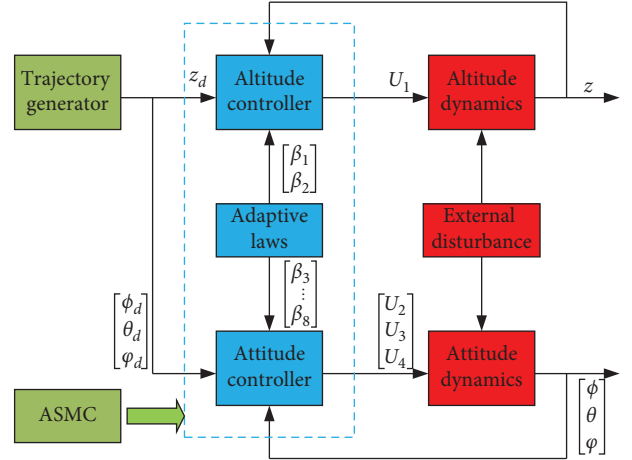 Trajectory
generator
z_d
Altitude
controller
U_1
Altitude
dynamics
z
[β_1
β_2]
Adaptive
laws
External
disturbance
[β_3
⋮
β_8]
[ϕ_d
θ_d
φ_d]
Attitude
controller
[U_2
U_3
U_4]
Attitude
dynamics
[ϕ
θ
φ]
ASMC